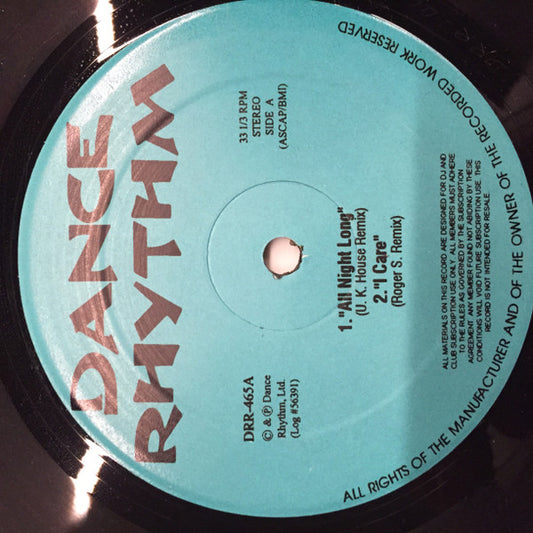 DANCE
RHYTHM
DRR-465A
© & ℗ Dance
Rhythm, Ltd.
(Log #56391)
33 1/3 RPM
STEREO
SIDE A
(ASCAP/BMI)
1. "All Night Long"
(U. K. House Remix)
2. "I Care"
(Roger S. Remix)
ALL MATERIALS ON THIS RECORD ARE DESIGNED FOR DJ AND
CLUB SUBSCRIPTION USE ONLY. ALL MEMBERS MUST ADHERE
TO THE RULES AS GOVERNED BY THE SUBSCRIPTION
AGREEMENT. ANY MEMBER FOUND NOT ABIDING BY THESE
CONDITIONS WILL VOID FUTURE SUBSCRIPTION USE. THIS
RECORD IS NOT INTENDED FOR RESALE.
ALL RIGHTS OF THE MANUFACTURER AND OF THE OWNER OF THE RECORDED WORK RESERVED